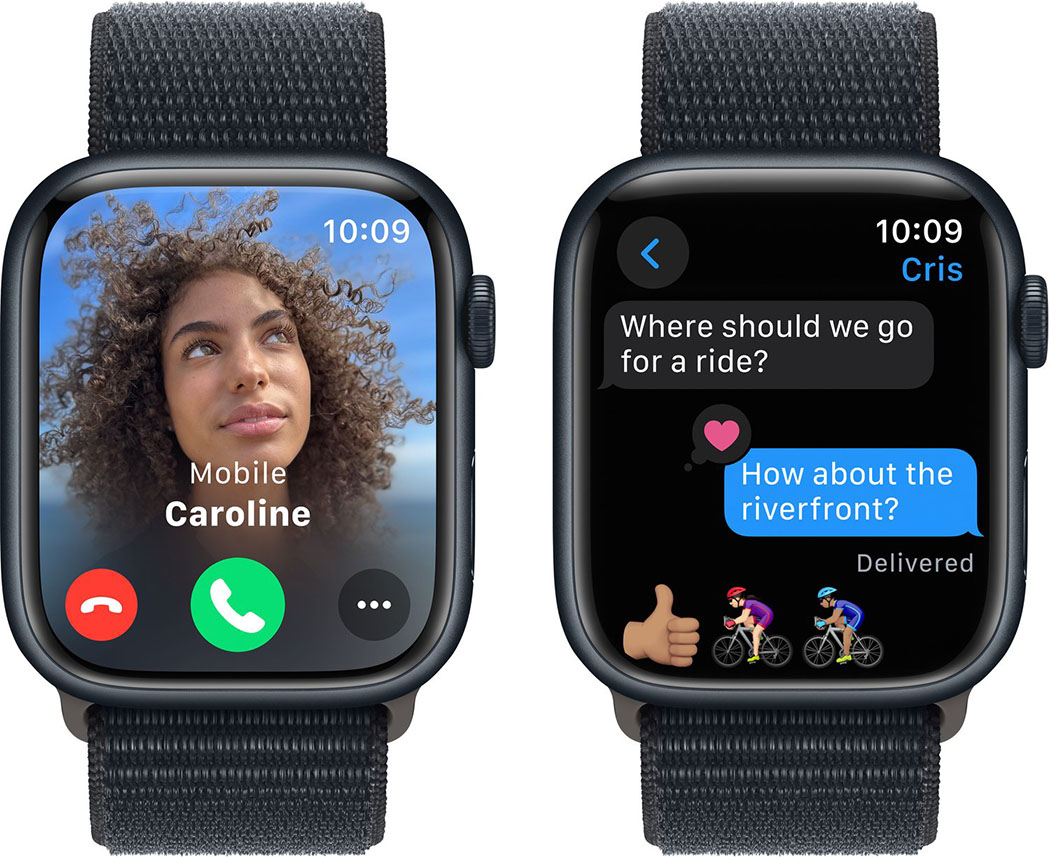 10:09
Mobile
Caroline
10:09
Cris
Where should we go
for a ride?
How about the
riverfront?
Delivered